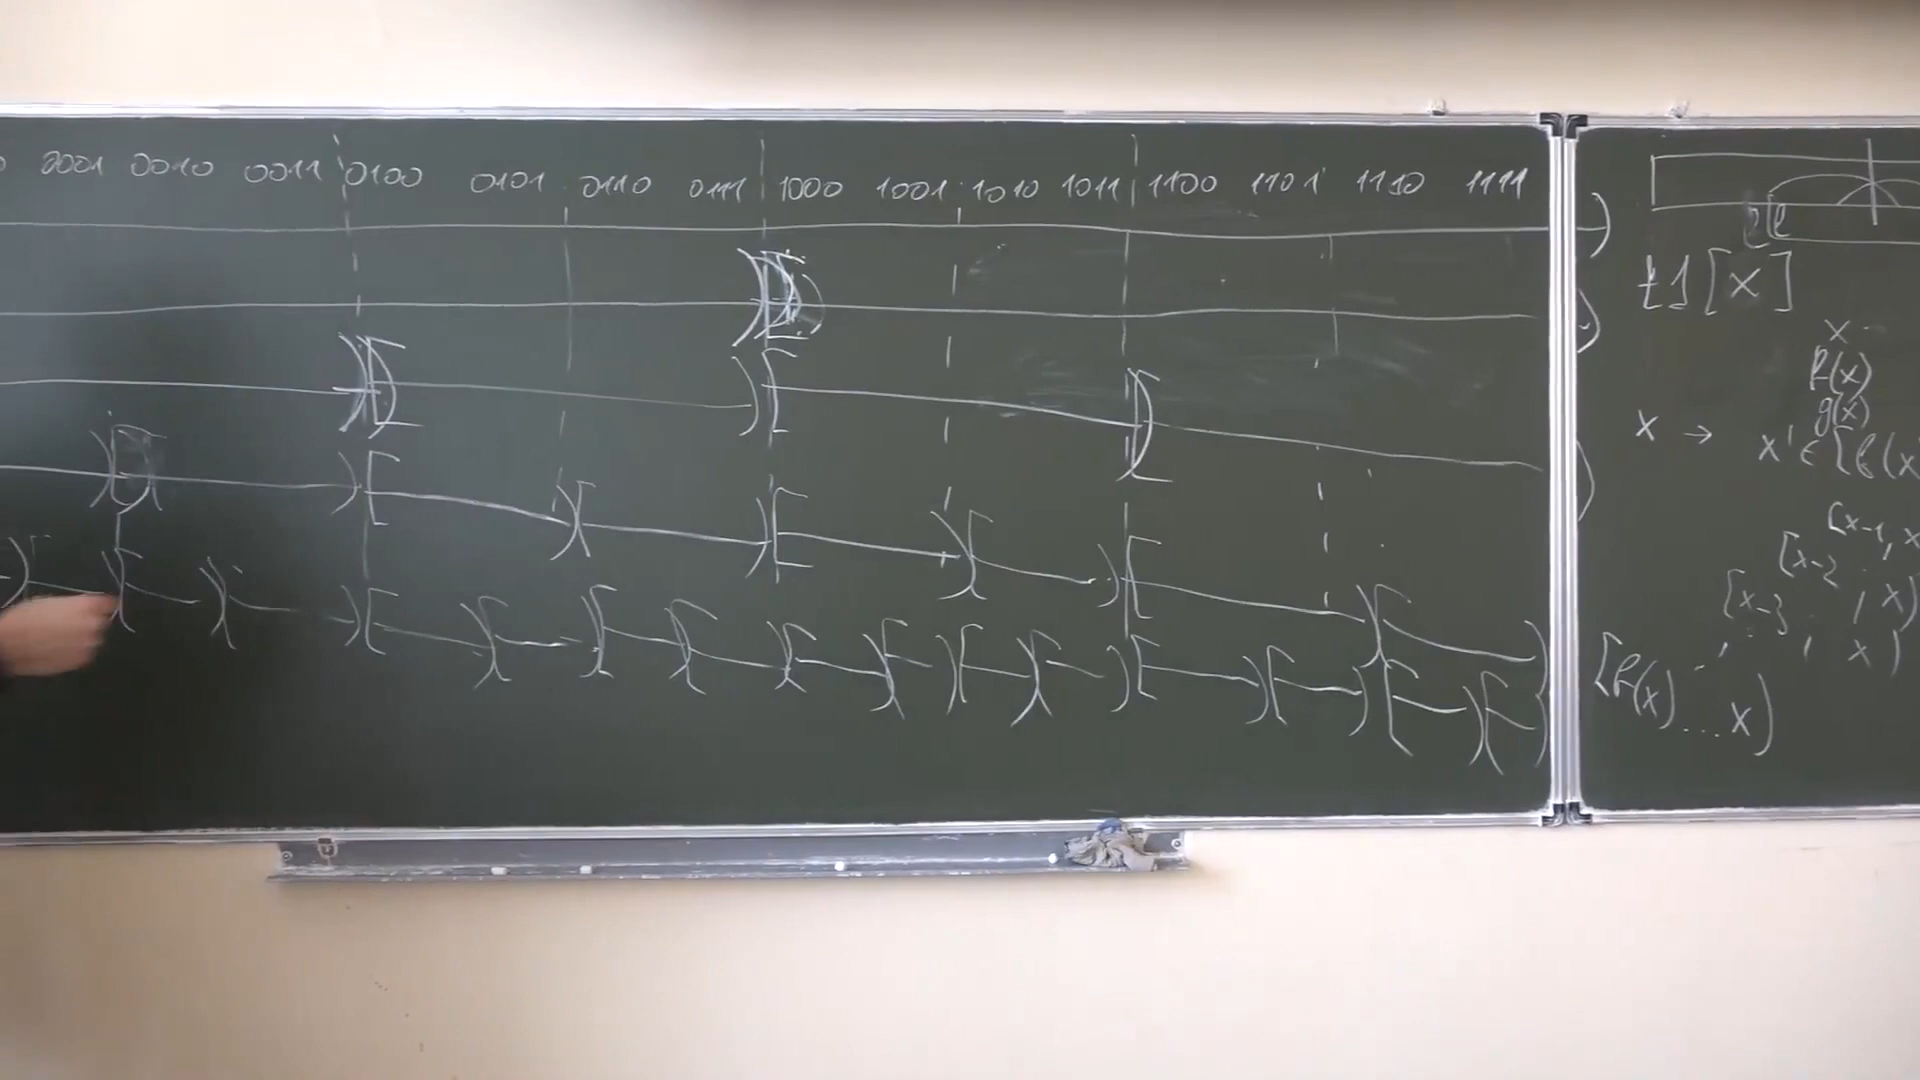 0001 0010 0011 0100 0101 0110 0111 1000 1001 1010 1011 1100 1101 1110 1111
t1[x]
x
f(x)
g(x)
x → x' ∈ [f(x
[x-1, x
[x-2, x
[x-3, x)
, x)
[f(x)...x)